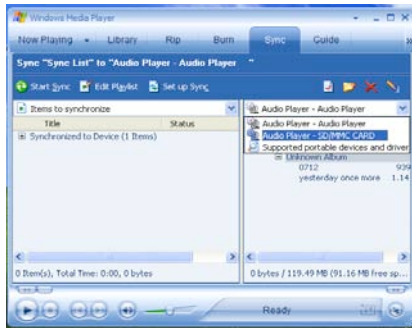 Windows Media Player
Now Playing Library Rip Burn Sync Guide
Sync "Sync List" to "Audio Player - Audio Player "
Start Sync Edit Playlist Set up Sync
Items to synchronize
Audio Player - Audio Player
Title Status
Audio Player - Audio Player
Synchronized to Device (1 Items)
Audio Player - SD/MMC CARD
Supported portable devices and driver
Unknown Album
0712 939
yesterday once more 1.14
0 Item(s), Total Time: 0:00, 0 bytes
0 bytes / 119.49 MB (91.16 MB free sp...
Ready